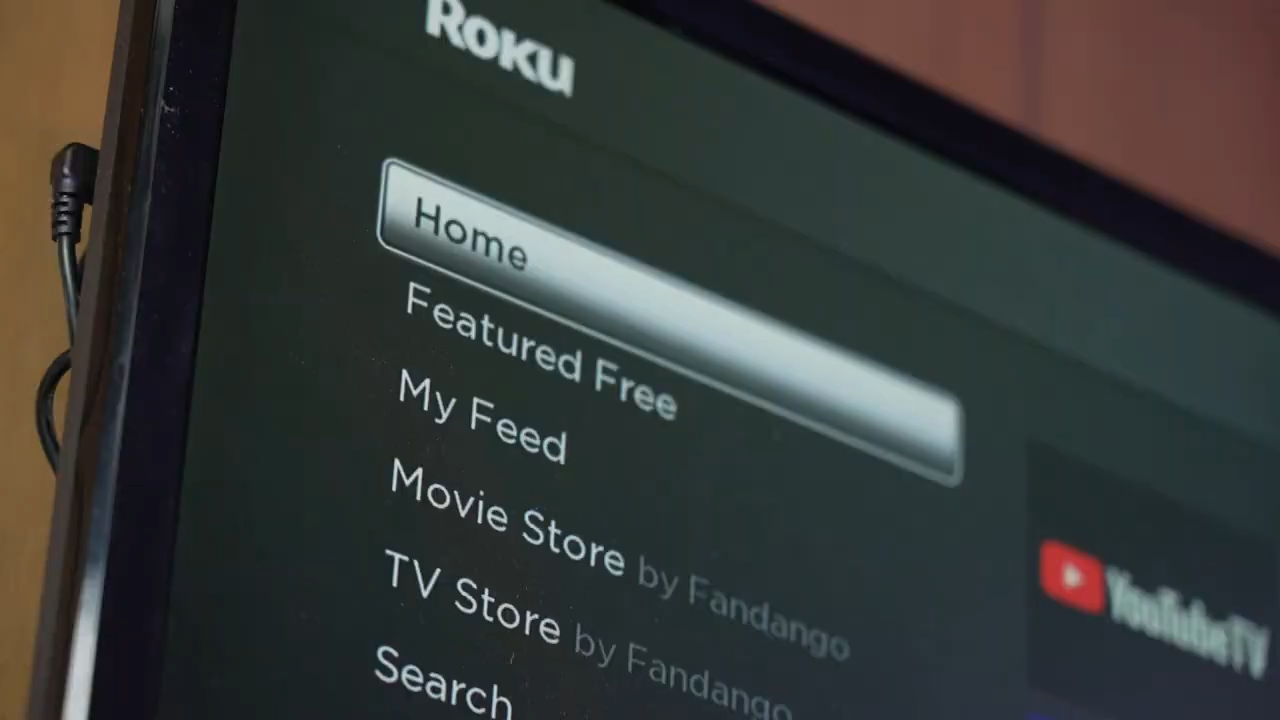 Roku
Home
Featured Free
My Feed
Movie Store by Fandango
TV Store by Fandango
Search
YouTubeTV